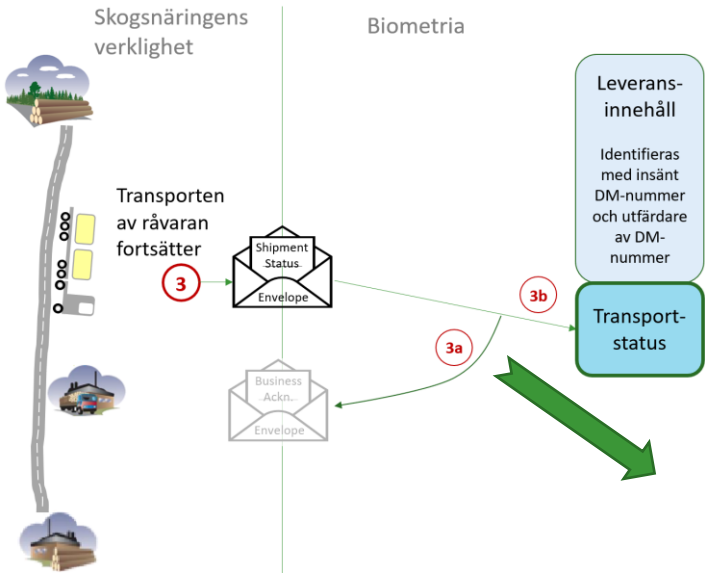 Skogsnäringens
verklighet
Biometria
Leverans-
innehåll
Identifieras
med insänt
DM-nummer
och utfärdare
av DM-
nummer
Transporten
av råvaran
fortsätter
3
Shipment
Status
Envelope
3b
Transport-
status
3a
Business
Ackn.
Envelope